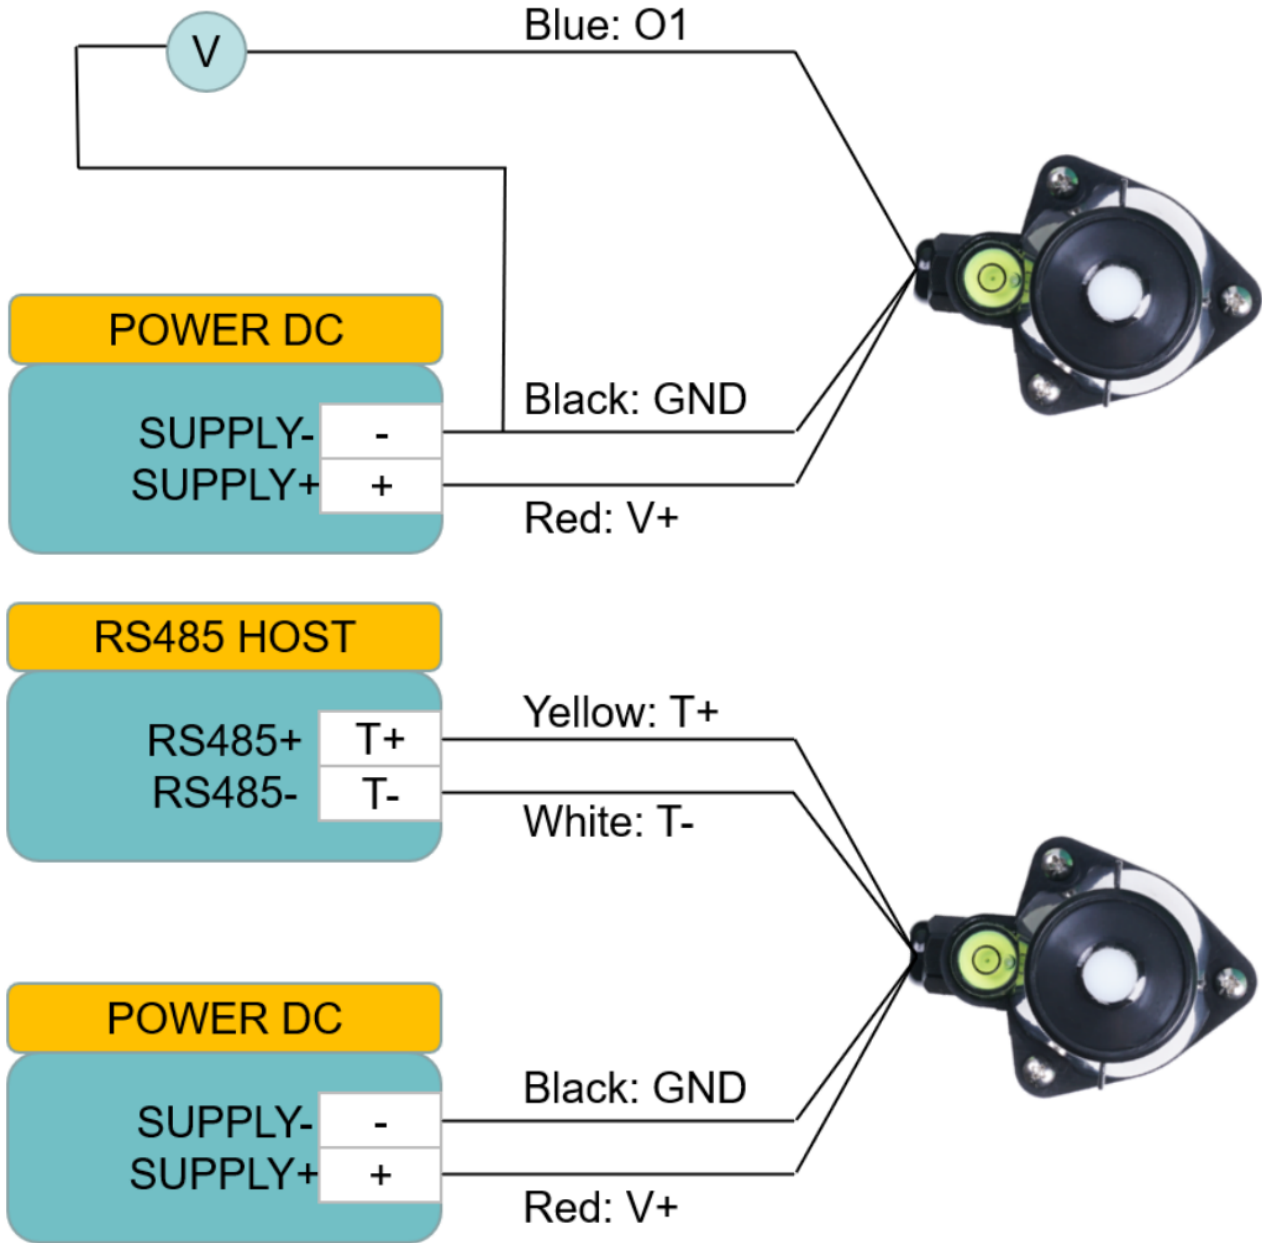 Blue: O1
V
POWER DC
SUPPLY- -
Black: GND
SUPPLY+ +
Red: V+
RS485 HOST
Yellow: T+
RS485+ T+
RS485- T-
White: T-
POWER DC
Black: GND
SUPPLY- -
SUPPLY+ +
Red: V+